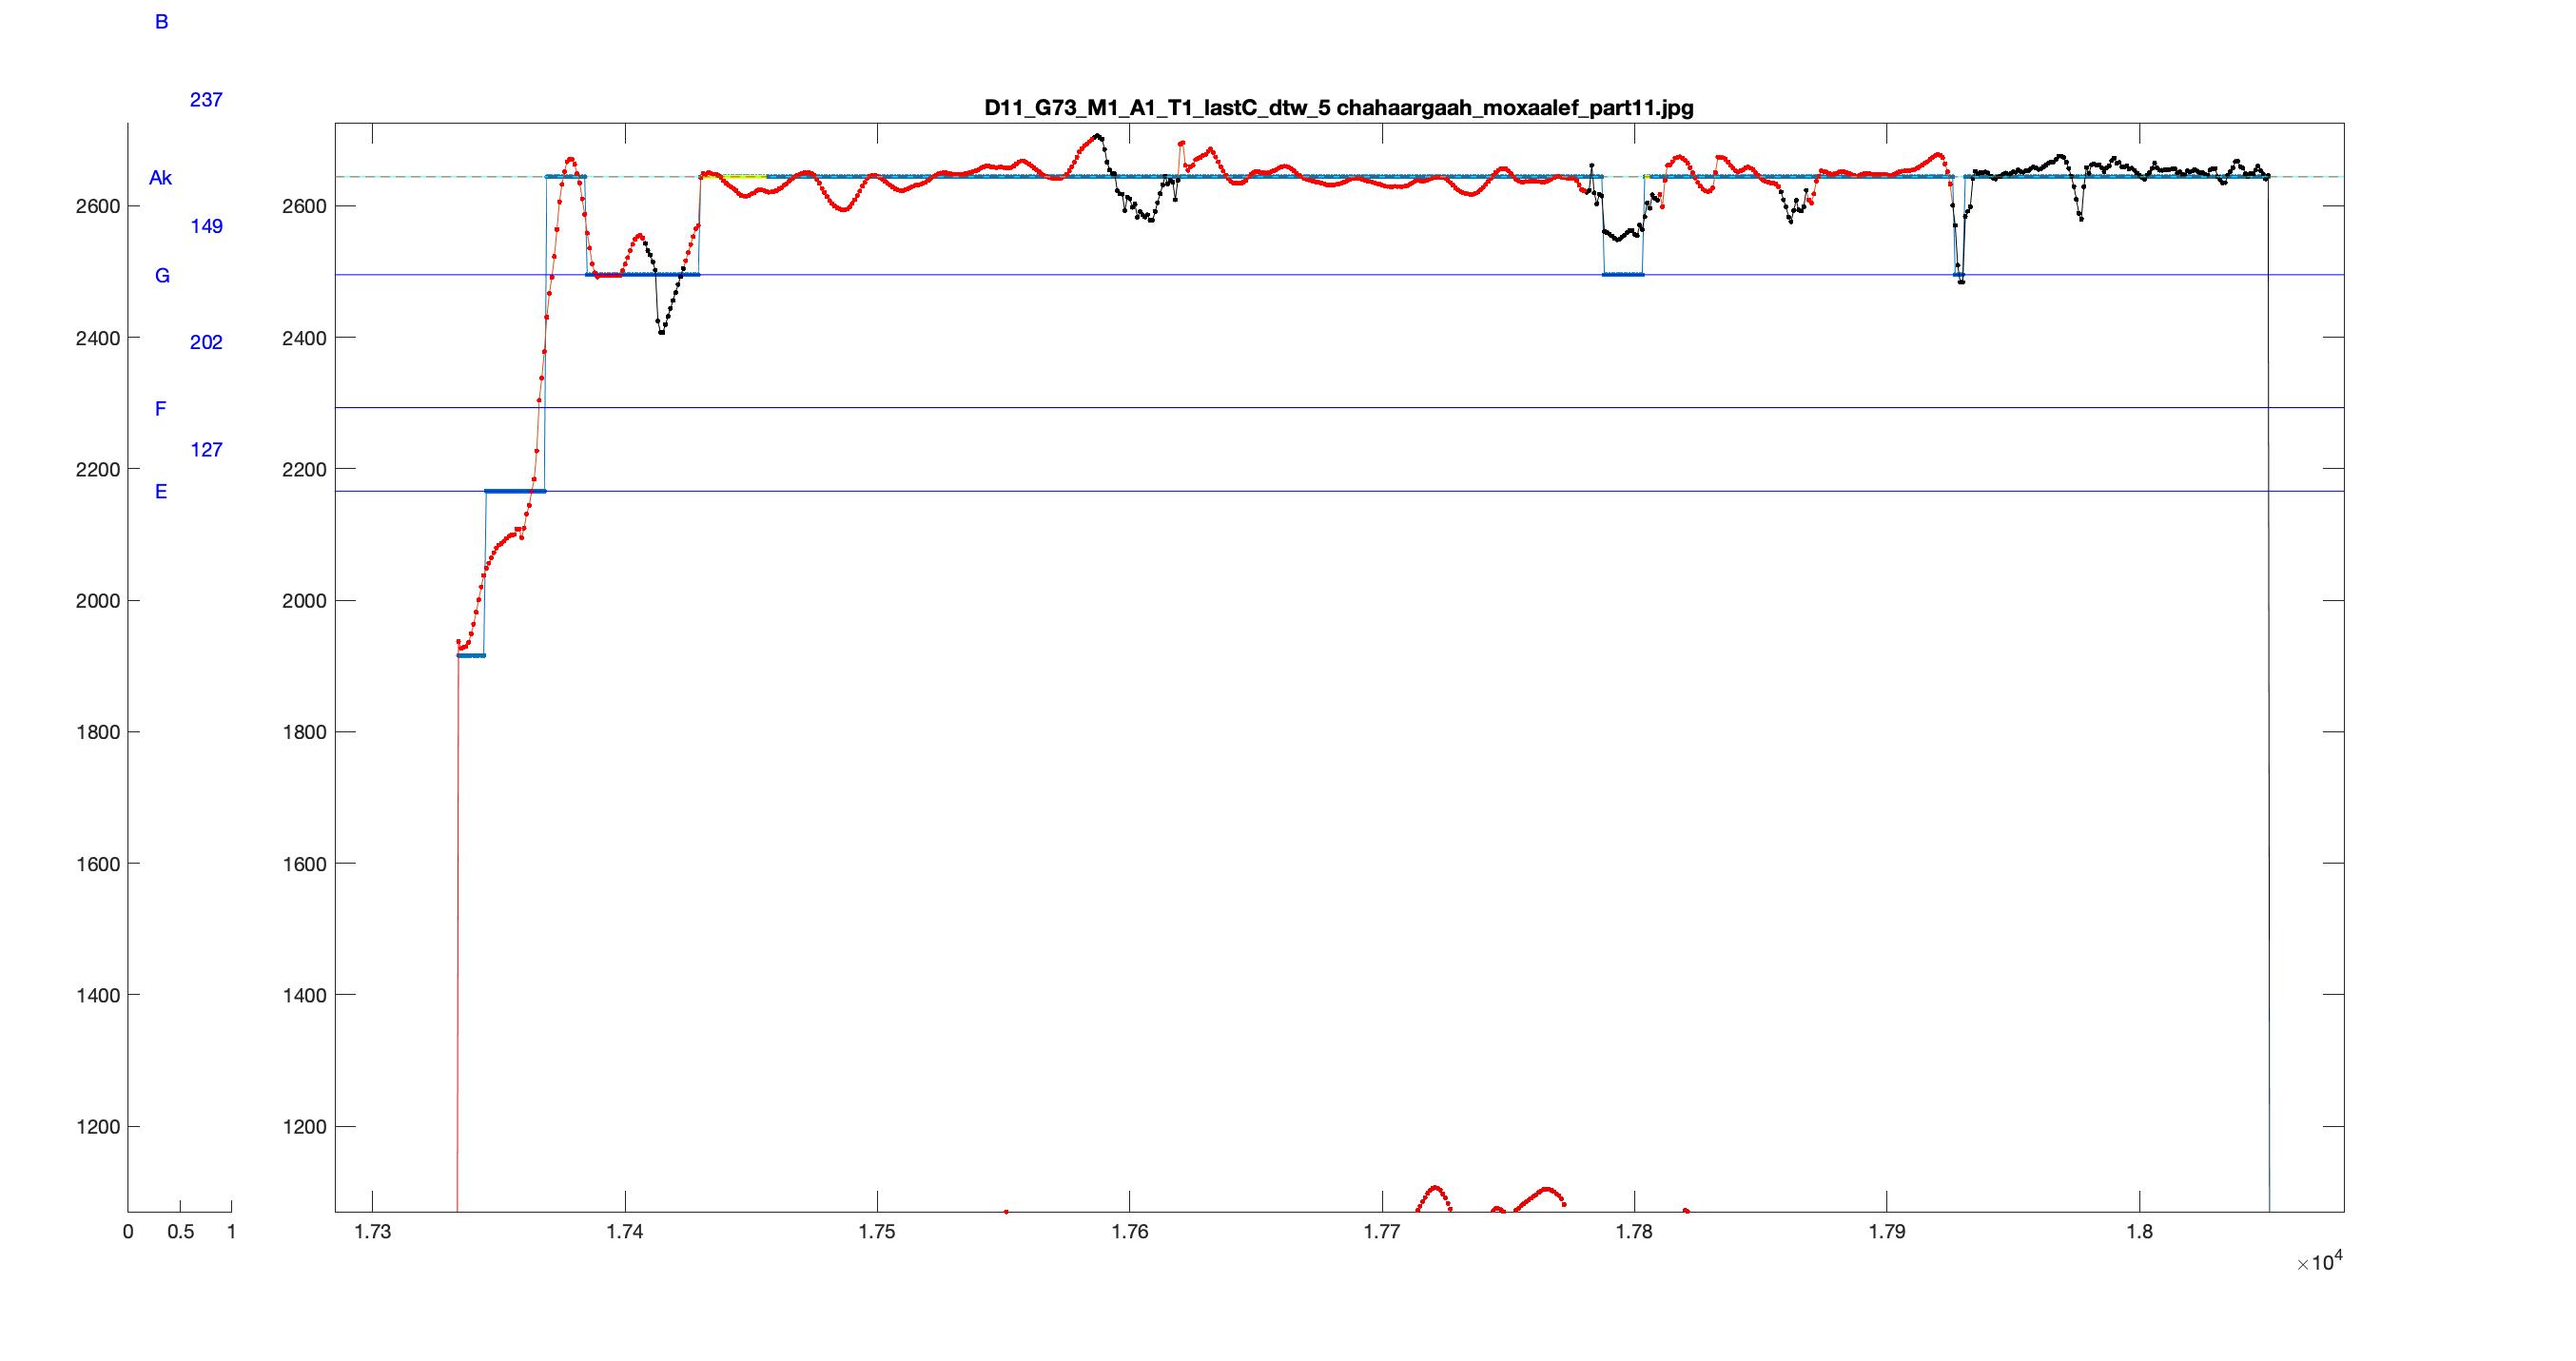 B
237
D11_G73_M1_A1_T1_lastC_dtw_5 chahaargaah_moxaalef_part11.jpg
Ak
2600 2600
149
G
2400 202 2400
F
127
2200 2200
E
2000 2000
1800 1800
1600 1600
1400 1400
1200 1200
0 0.5 1 1.73 1.74 1.75 1.76 1.77 1.78 1.79 1.8
×10^4